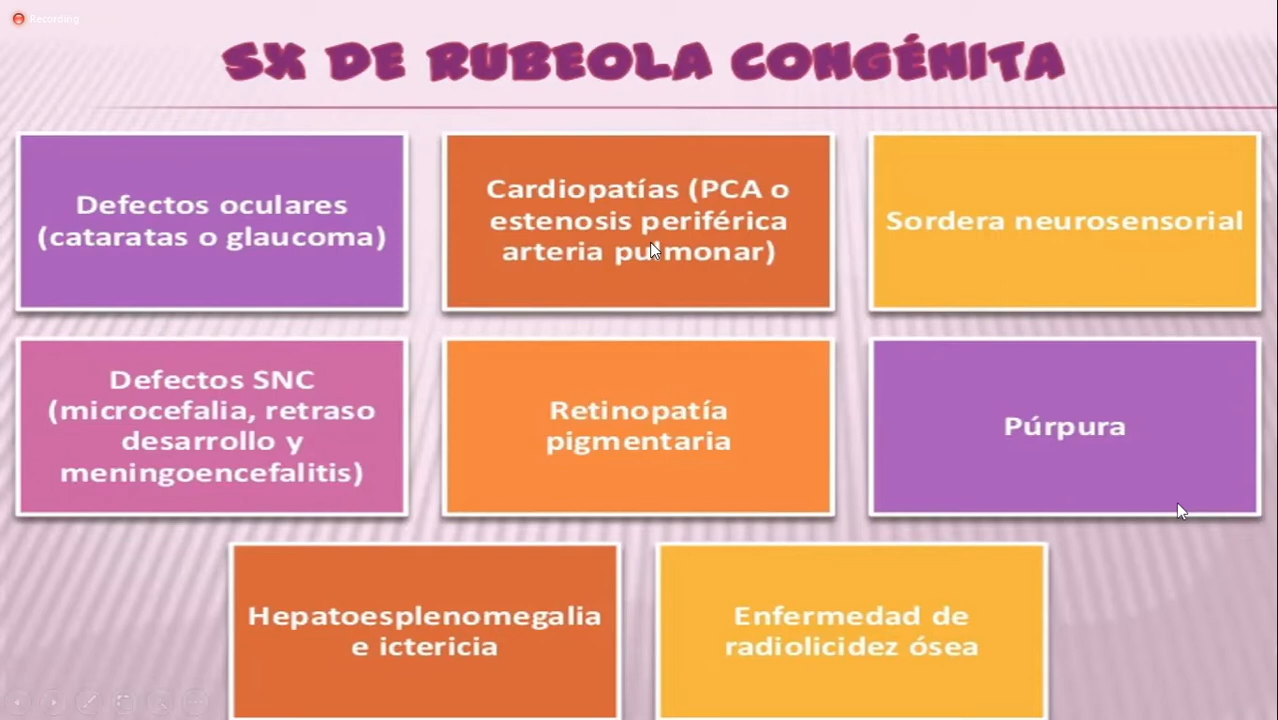 Recording
SX DE RUBEOLA CONGÉNITA
Defectos oculares
(cataratas o glaucoma)
Cardiopatías (PCA o
estenosis periférica
arteria pulmonar)
Sordera neurosensorial
Defectos SNC
(microcefalia, retraso
desarrollo y
meningoencefalitis)
Retinopatía
pigmentaria
Púrpura
Hepatoesplenomegalia
e ictericia
Enfermedad de
radiolicidez ósea